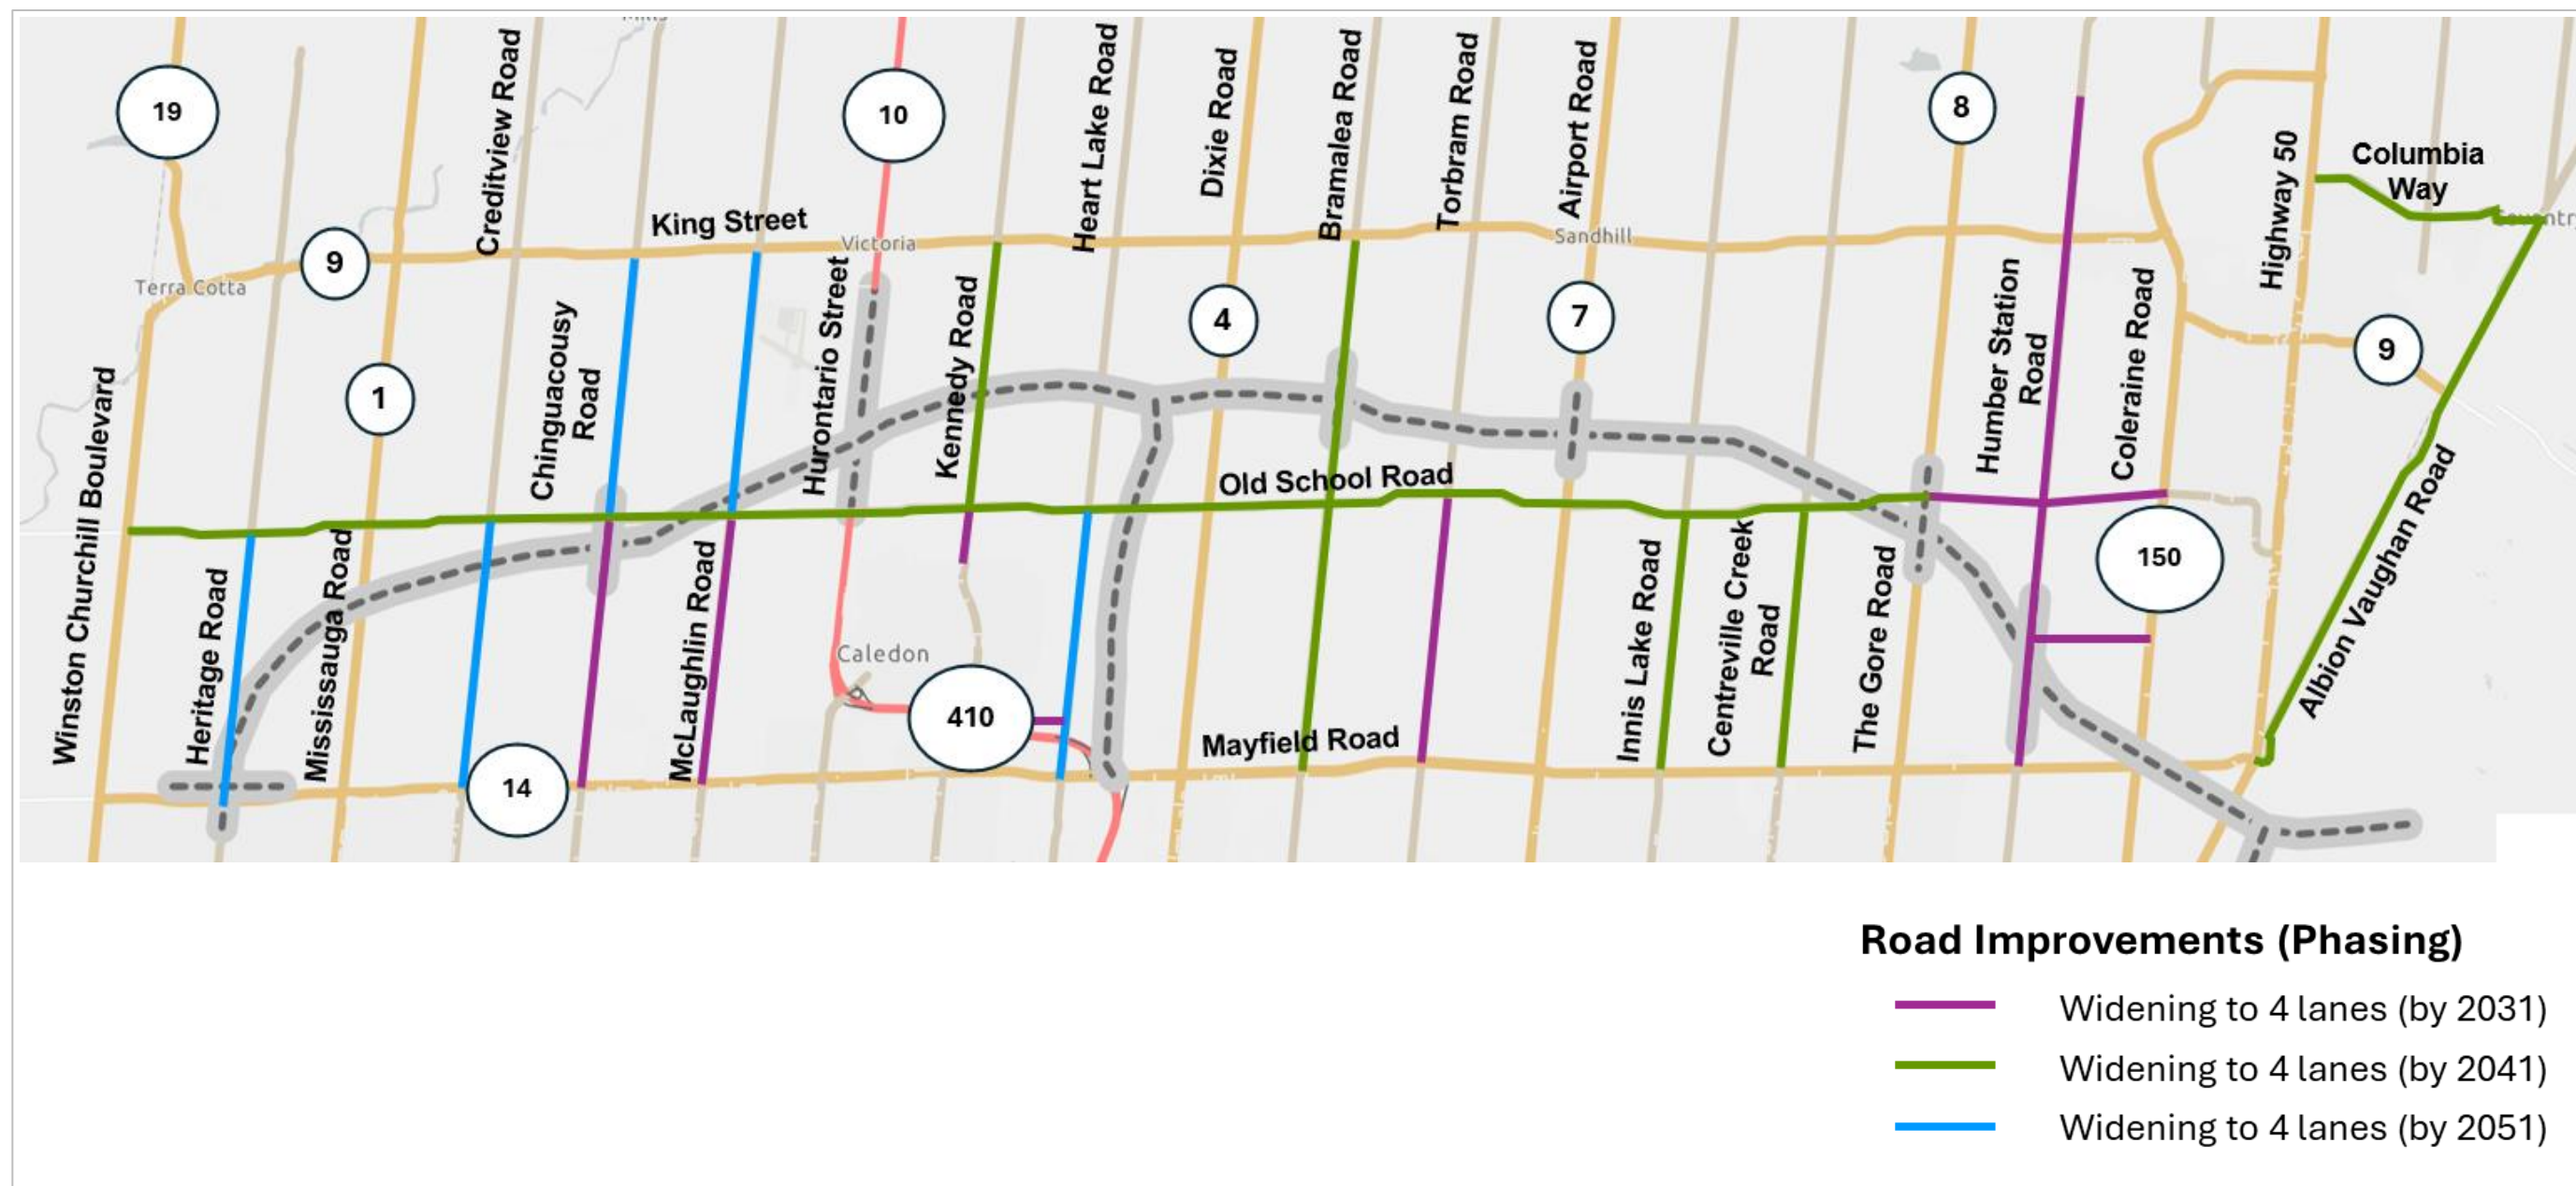 19
Creditview Road
10
Heart Lake Road
Dixie Road
Bramalea Road
Torbram Road
Airport Road
8
Highway 50
Columbia
Way
King Street
Victoria
Sandhill
9
Terra Cotta
Chinguacousy
Road
Hurontario Street
Kennedy Road
4
7
Humber Station
Road
Coleraine Road
9
1
Winston Churchill Boulevard
Old School Road
Albion Vaughan Road
Heritage Road
Mississauga Road
McLaughlin Road
Innis Lake Road
Centreville Creek
Road
The Gore Road
150
Caledon
410
Mayfield Road
14
Road Improvements (Phasing)
Widening to 4 lanes (by 2031)
Widening to 4 lanes (by 2041)
Widening to 4 lanes (by 2051)